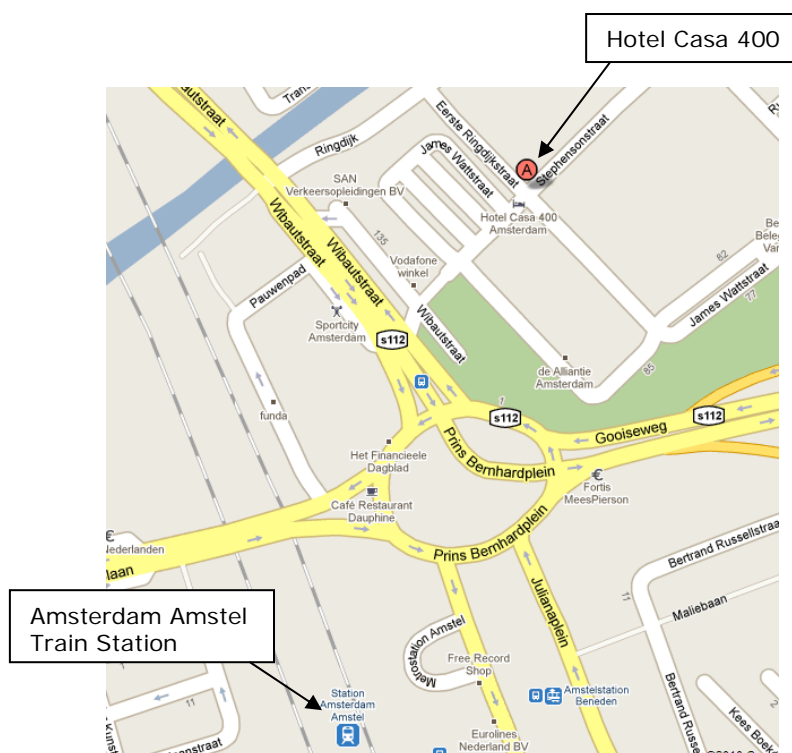 Hotel Casa 400
Wibautstraat
Ringdijk
Eerste Ringdijkstraat
Stephensonstraat
James Wattstraat
A
SAN
Verkeersopleidingen BV
Hotel Casa 400
Amsterdam
135
Wibautstraat
Wibautstraat
Vodafone
winkel
82
James Wattstraat
77
Pauwenpad
Sportcity
Amsterdam
s112
Wibautstraat
de Alliantie
Amsterdam
85
1
s112
s112
Gooiseweg
funda
Prins Bernhardplein
Het Financieele
Dagblad
Fortis
MeesPierson
Café Restaurant
Dauphine
Nederlanden
laan
Prins Bernhardplein
Bertrand Russellstraat
Julianaplein
11
Maliebaan
Amsterdam Amstel
Train Station
Metrostation Amstel
Free Record
Shop
Station
Amsterdam
Amstel
Amstelstation
Beneden
Bertrand Russel
11
Eurolines
Nederland BV